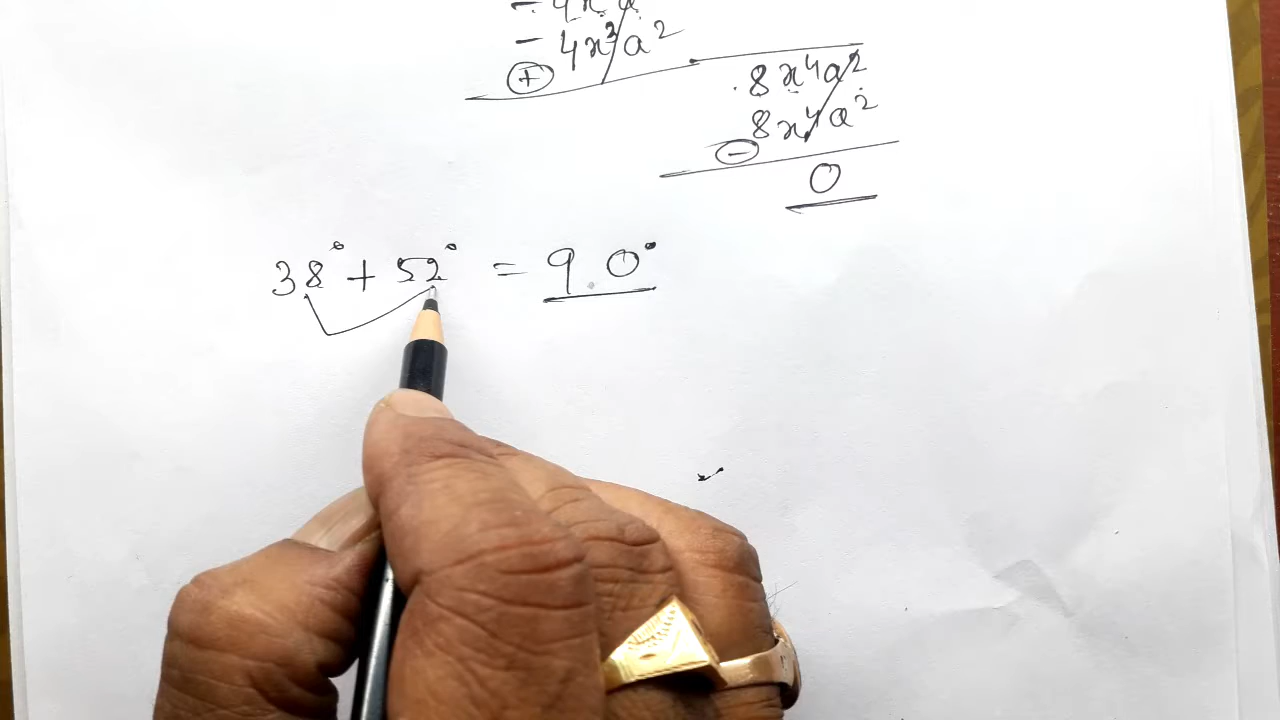 - 4x³a²
8x⁴a²
8x⁴a²
-
0
38° + 52° = 90°